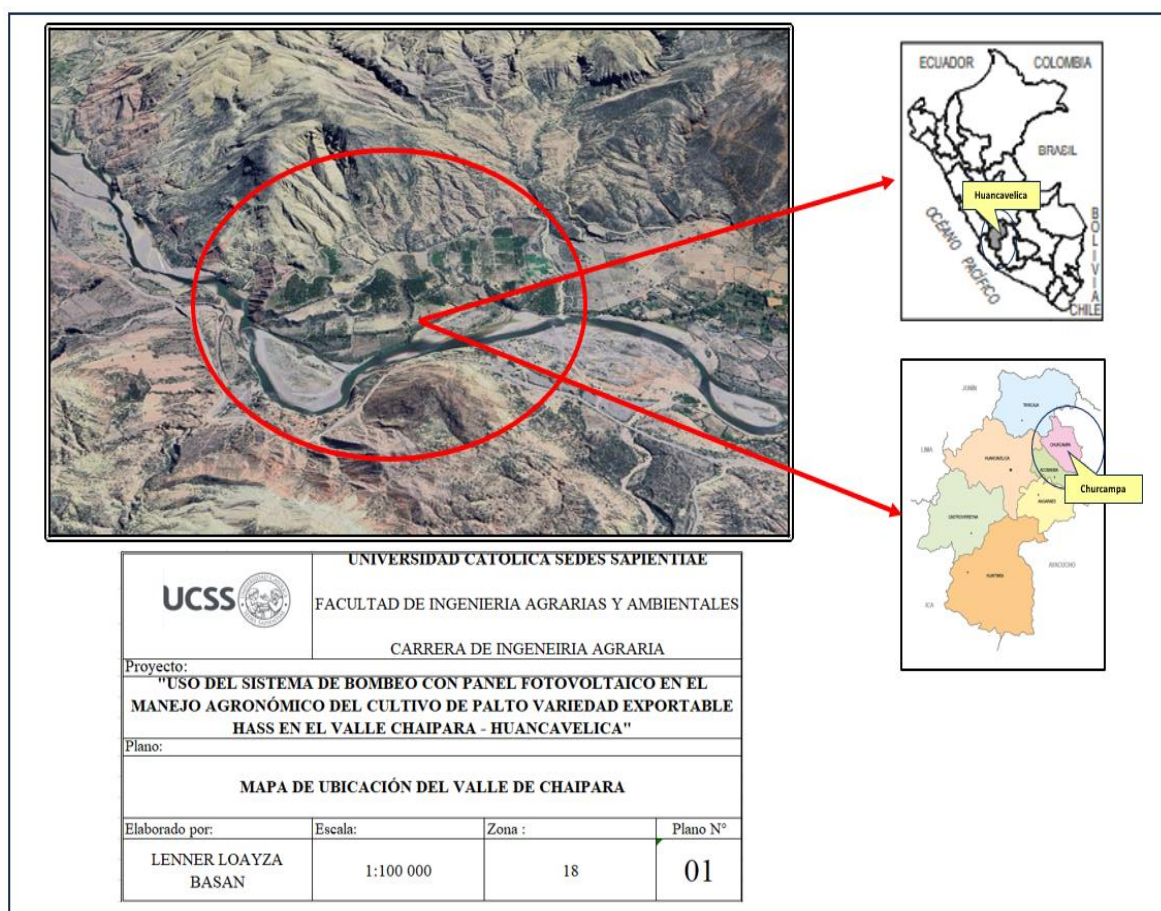 ECUADOR
COLOMBIA
BRASIL
Huancavelica
OCÉANO PACÍFICO
BOLIVIA
CHILE
JUNÍN
TAYACAJA
LIMA
CHURCAMPA
HUANCAVELICA
ACOBAMBA
Churcampa
ANGARAES
CASTROVIRREYNA
AYACUCHO
HUAYTARA
ICA
UCSS
UNIVERSIDAD CATOLICA SEDES SAPIENTIAE
FACULTAD DE INGENIERIA AGRARIAS Y AMBIENTALES
CARRERA DE INGENEIRIA AGRARIA
Proyecto:
"USO DEL SISTEMA DE BOMBEO CON PANEL FOTOVOLTAICO EN EL
MANEJO AGRONÓMICO DEL CULTIVO DE PALTO VARIEDAD EXPORTABLE
HASS EN EL VALLE CHAIPARA - HUANCAVELICA"
Plano:
MAPA DE UBICACIÓN DEL VALLE DE CHAIPARA
Elaborado por:
Escala:
Zona :
Plano N°
LENNER LOAYZA
BASAN
1:100 000
18
01